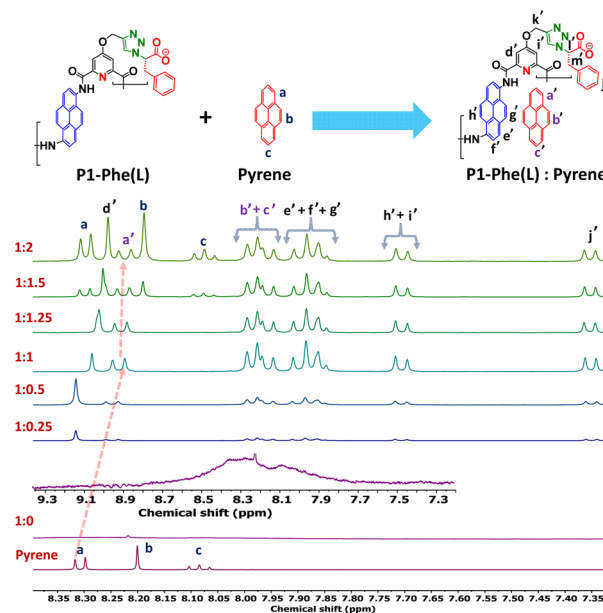 k'
O
N
N
N
O
O⊖
d'
i'
l'
m'
O
N
O
NH
j'
HN
a
b
c
+
h'
g'
e'
f'
a'
b'
c'
P1-Phe(L)
Pyrene
P1-Phe(L) : Pyrene
a
d'
a'
b
c
b' + c'
e' + f' + g'
h' + i'
j'
1:2
1:1.5
1:1.25
1:1
1:0.5
1:0.25
9.3 9.1 8.9 8.7 8.5 8.3 8.2 8.1 7.9 7.7 7.5 7.3 7.2
Chemical shift (ppm)
1:0
Pyrene
a
b
c
8.35 8.30 8.25 8.20 8.15 8.10 8.05 8.00 7.95 7.90 7.85 7.80 7.75 7.70 7.65 7.60 7.55 7.50 7.45 7.40 7.35
Chemical shift (ppm)